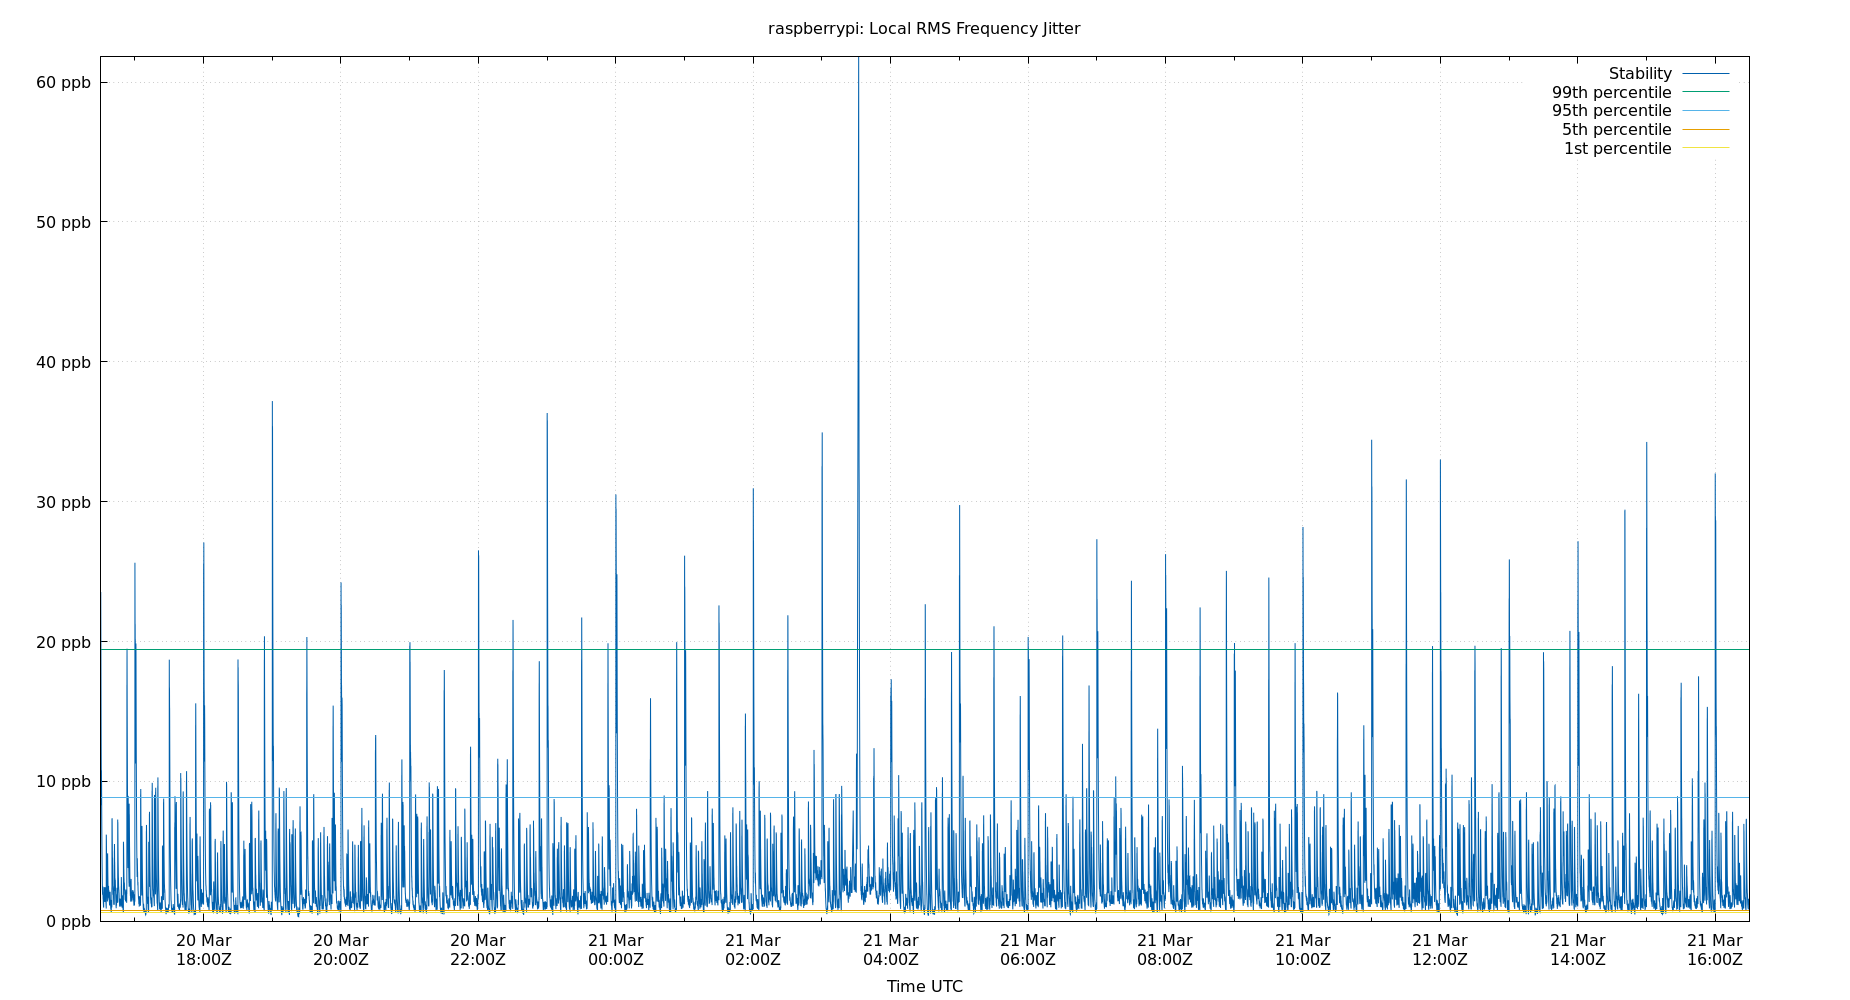 raspberrypi: Local RMS Frequency Jitter
60 ppb
50 ppb
40 ppb
30 ppb
20 ppb
10 ppb
0 ppb
Stability
99th percentile
95th percentile
5th percentile
1st percentile
20 Mar 20 Mar 20 Mar 21 Mar 21 Mar 21 Mar 21 Mar 21 Mar 21 Mar 21 Mar 21 Mar 21 Mar
18:00Z 20:00Z 22:00Z 00:00Z 02:00Z 04:00Z 06:00Z 08:00Z 10:00Z 12:00Z 14:00Z 16:00Z
Time UTC